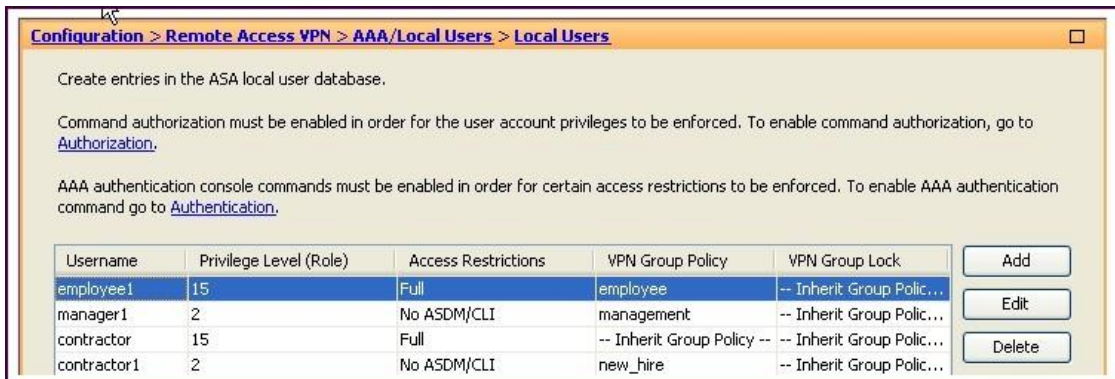 Configuration > Remote Access VPN > AAA/Local Users > Local Users
Create entries in the ASA local user database.
Command authorization must be enabled in order for the user account privileges to be enforced. To enable command authorization, go to
Authorization.
AAA authentication console commands must be enabled in order for certain access restrictions to be enforced. To enable AAA authentication
command go to Authentication.
Username Privilege Level (Role) Access Restrictions VPN Group Policy VPN Group Lock Add
employee1 15 Full employee -- Inherit Group Polic...
Edit
manager1 2 No ASDM/CLI management -- Inherit Group Polic...
contractor 15 Full -- Inherit Group Policy -- -- Inherit Group Polic...
Delete
contractor1 2 No ASDM/CLI new_hire -- Inherit Group Polic...